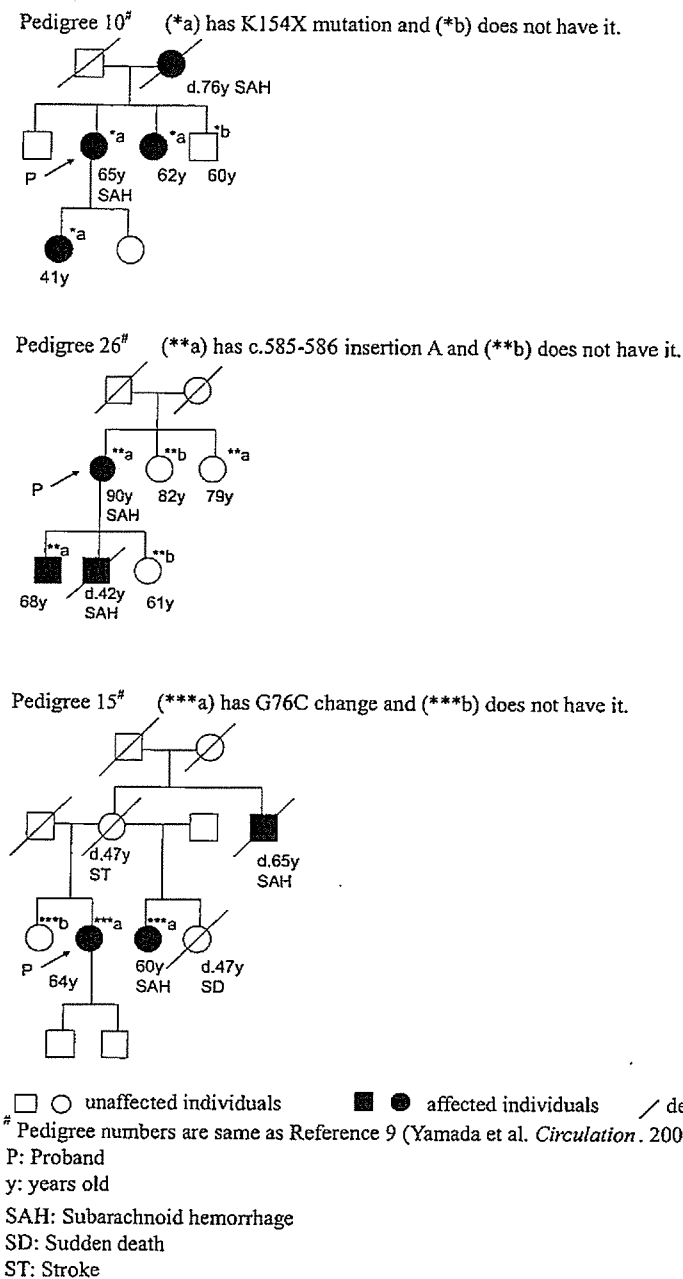 Pedigree 10# (*a) has K154X mutation and (*b) does not have it.
d.76y SAH
*a *a *b
P 65y 62y 60y
SAH
*a
41y
Pedigree 26# (**a) has c.585-586 insertion A and (**b) does not have it.
**a **b **a
P 90y 82y 79y
SAH
**a **b
68y d.42y 61y
SAH
Pedigree 15# (***a) has G76C change and (***b) does not have it.
d.47y d.65y
ST SAH
***b ***a ***a
P 64y 60y d.47y
SAH SD
unaffected individuals affected individuals de
# Pedigree numbers are same as Reference 9 (Yamada et al. Circulation. 200
P: Proband
y: years old
SAH: Subarachnoid hemorrhage
SD: Sudden death
ST: Stroke